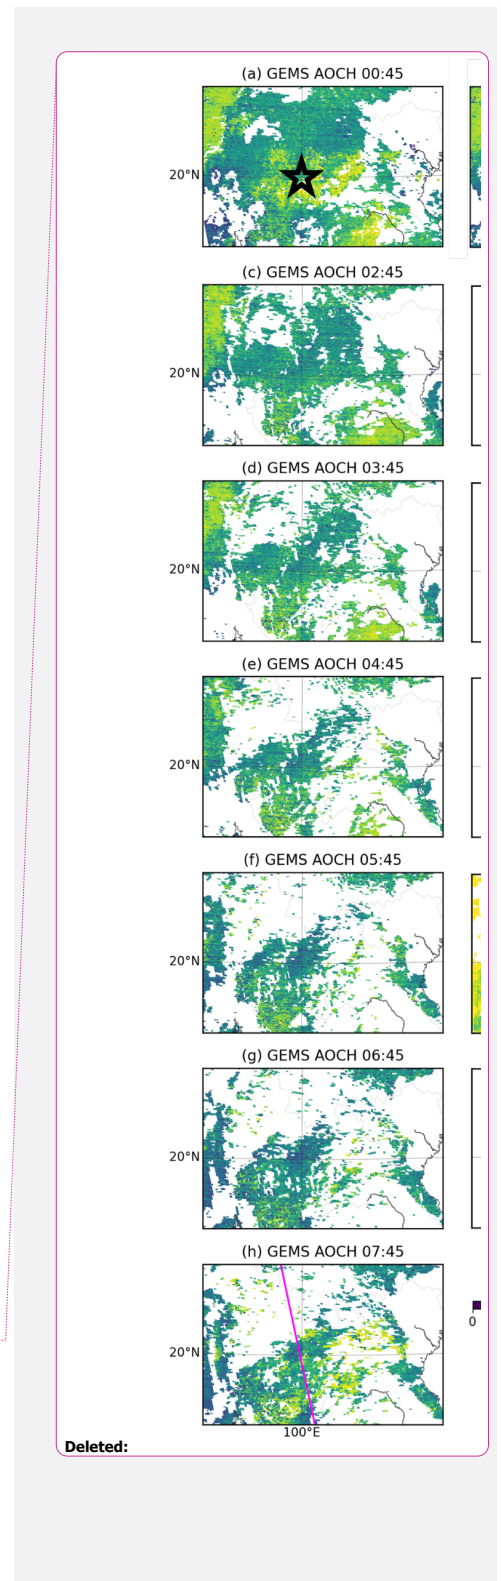 (a) GEMS AOCH 00:45
20°N
(c) GEMS AOCH 02:45
20°N
(d) GEMS AOCH 03:45
20°N
(e) GEMS AOCH 04:45
20°N
(f) GEMS AOCH 05:45
20°N
(g) GEMS AOCH 06:45
20°N
(h) GEMS AOCH 07:45
0
20°N
100°E
Deleted: